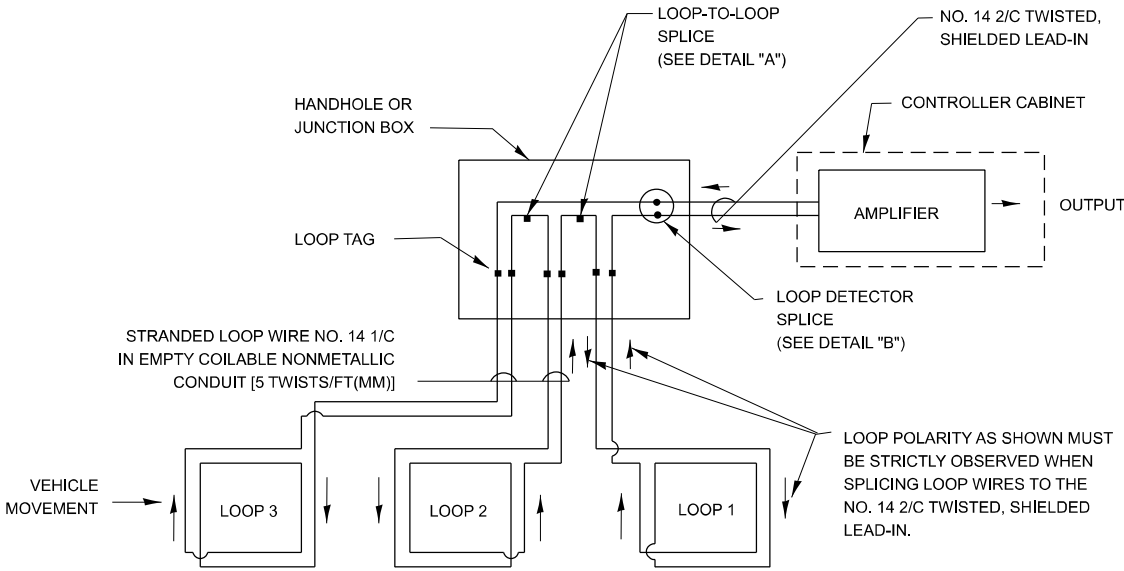 LOOP-TO-LOOP
SPLICE
(SEE DETAIL "A")
NO. 14 2/C TWISTED,
SHIELDED LEAD-IN
HANDHOLE OR
JUNCTION BOX
CONTROLLER CABINET
AMPLIFIER
OUTPUT
LOOP TAG
LOOP DETECTOR
SPLICE
(SEE DETAIL "B")
STRANDED LOOP WIRE NO. 14 1/C
IN EMPTY COILABLE NONMETALLIC
CONDUIT [5 TWISTS/FT(MM)]
LOOP POLARITY AS SHOWN MUST
BE STRICTLY OBSERVED WHEN
SPLICING LOOP WIRES TO THE
NO. 14 2/C TWISTED, SHIELDED
LEAD-IN.
VEHICLE
MOVEMENT
LOOP 3
LOOP 2
LOOP 1